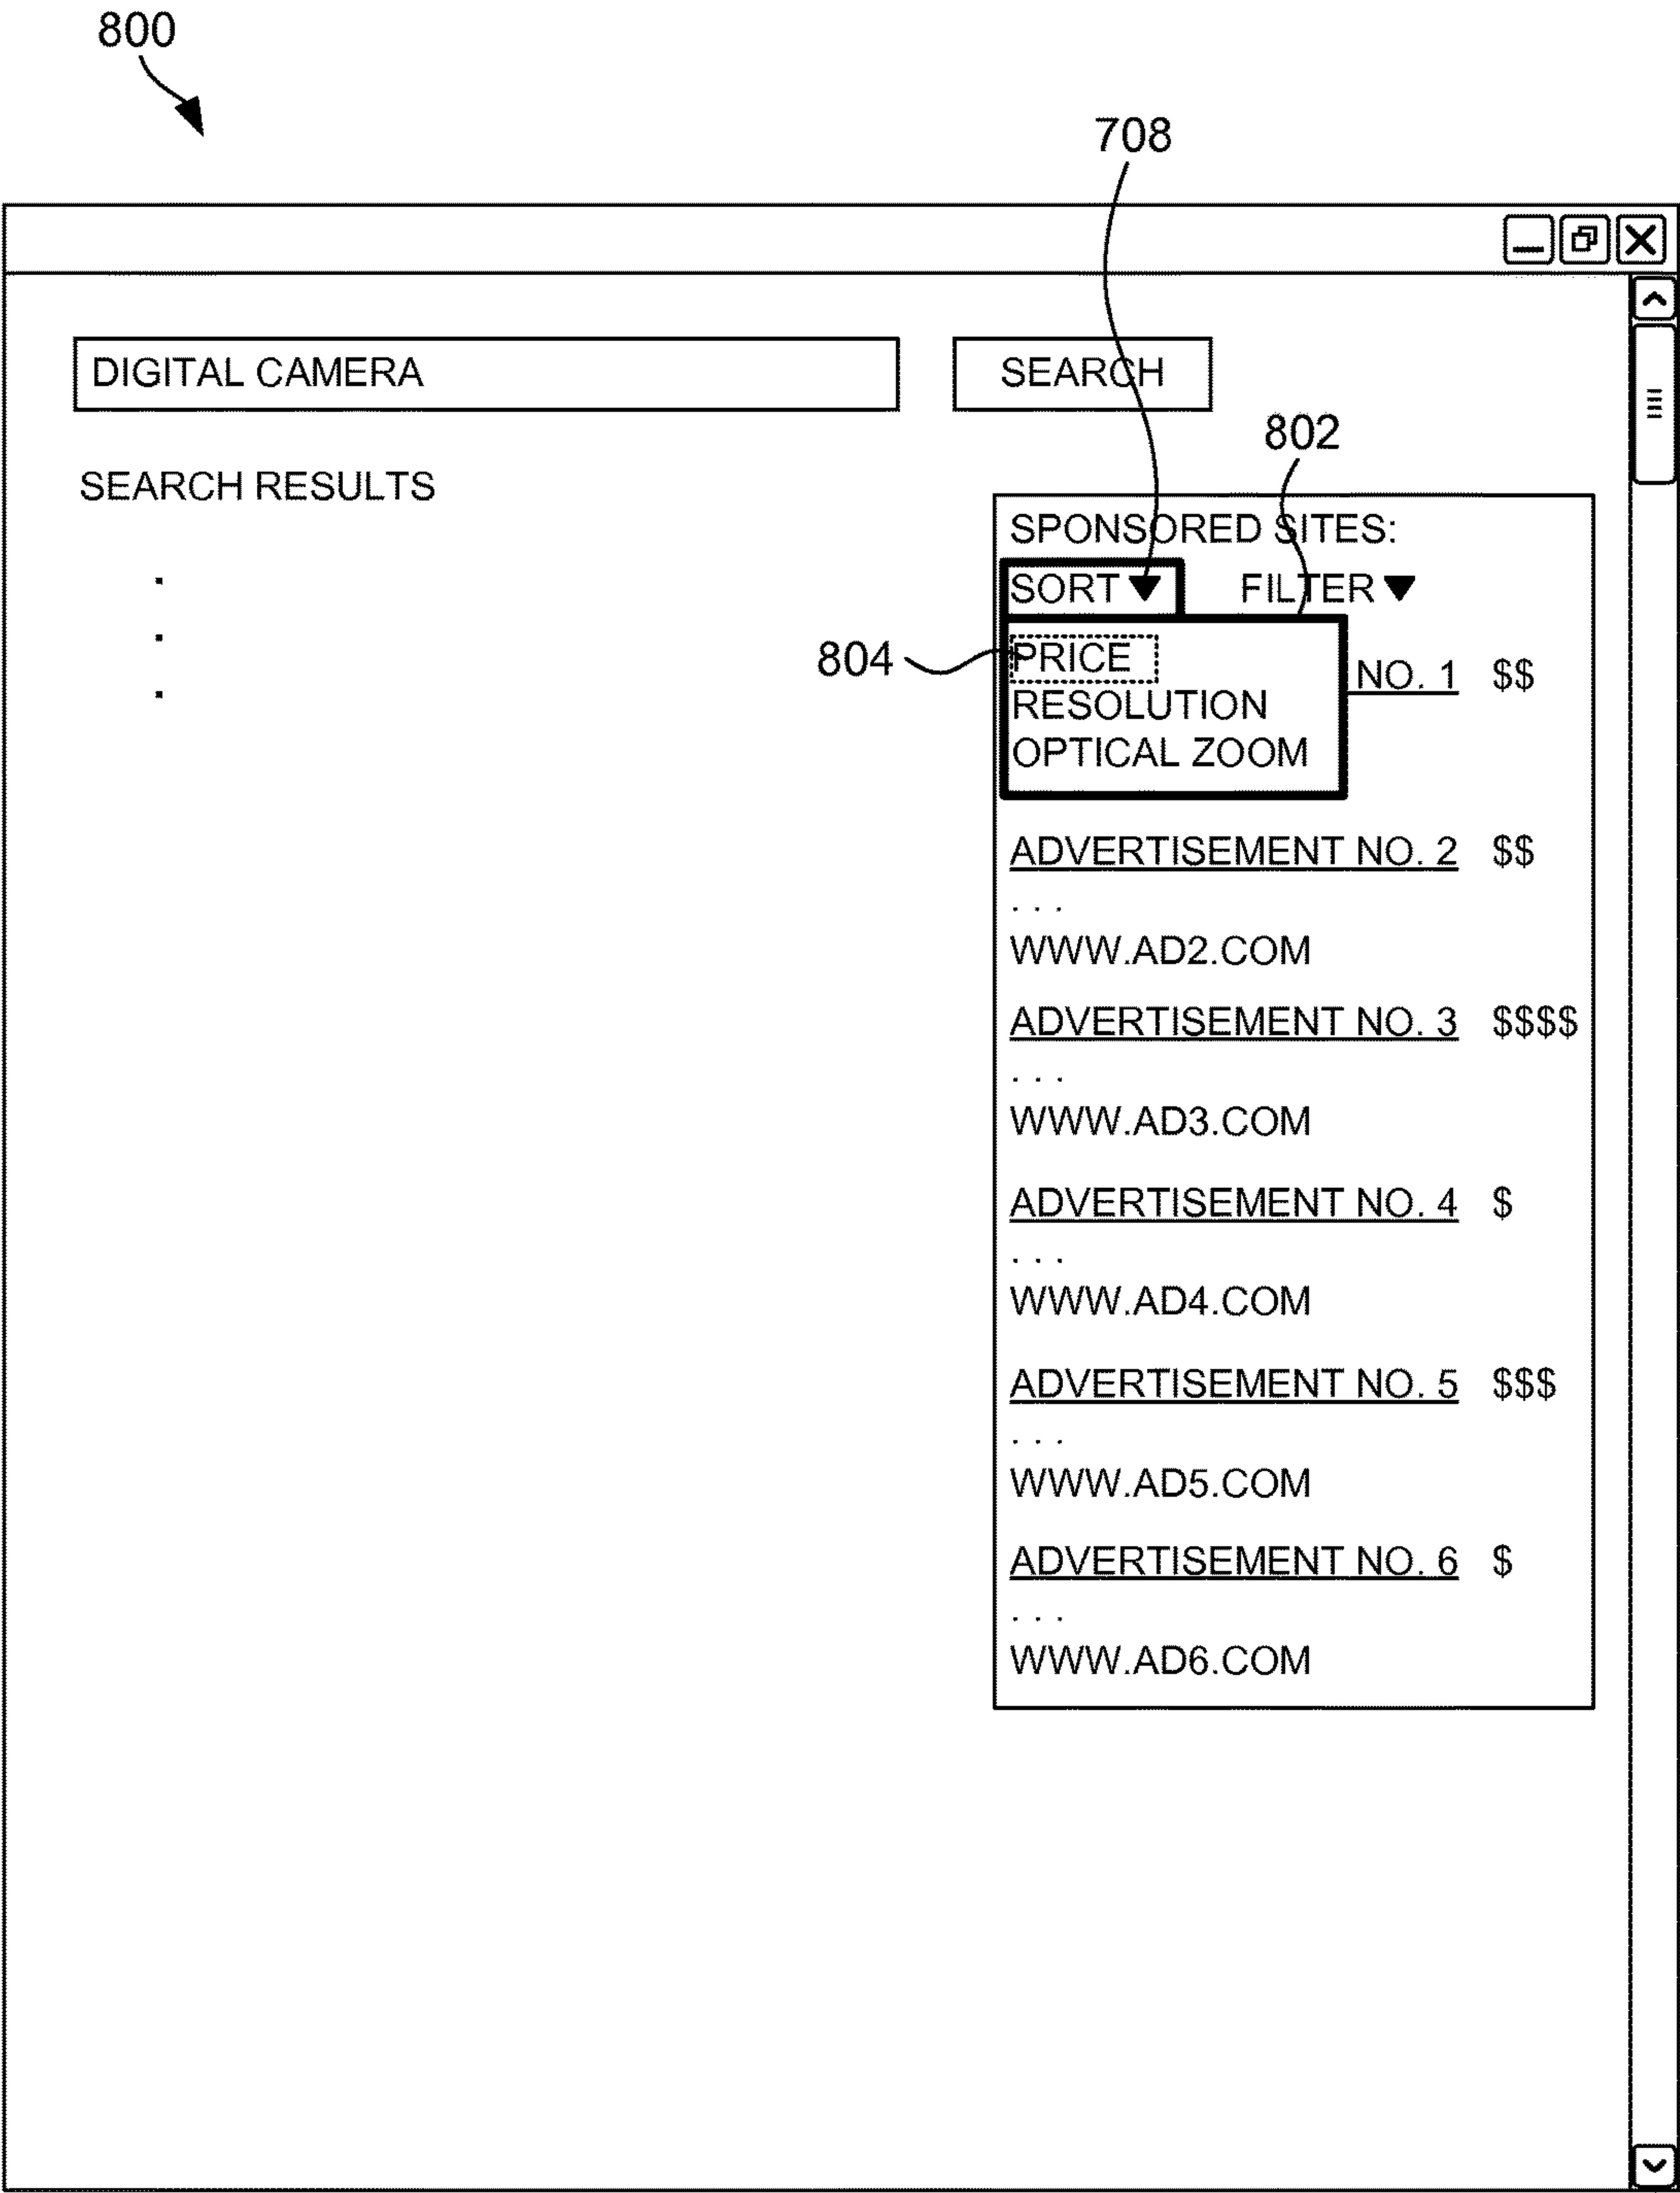 800
708
DIGITAL CAMERA
SEARCH
802
SEARCH RESULTS
SPONSORED SITES:
SORT ▼ FILTER ▼
804
PRICE
NO. 1 $$
RESOLUTION
OPTICAL ZOOM
ADVERTISEMENT NO. 2 $$
. . .
WWW.AD2.COM
ADVERTISEMENT NO. 3 $$$$
. . .
WWW.AD3.COM
ADVERTISEMENT NO. 4 $
. . .
WWW.AD4.COM
ADVERTISEMENT NO. 5 $$$
. . .
WWW.AD5.COM
ADVERTISEMENT NO. 6 $
. . .
WWW.AD6.COM